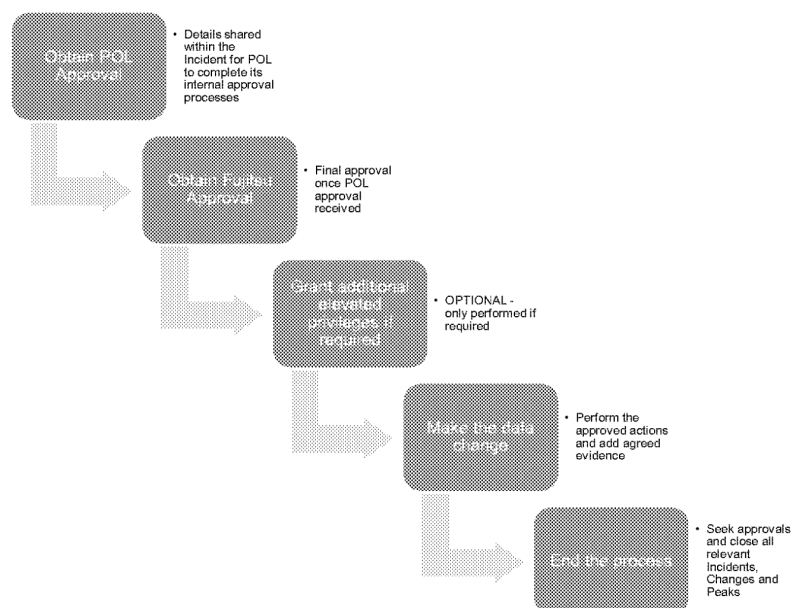 Obtain POL
Approval
• Details shared
within the
Incident for POL
to complete its
internal approval
processes
Obtain Fujitsu
Approval
• Final approval
once POL
approval
received
Grant additional
elevated
privilages if
required
• OPTIONAL -
only performed if
required
Make the data
change
• Perform the
approved actions
and add agreed
evidence
End the process
• Seek approvals
and close all
relevant
Incidents,
Changes and
Peaks